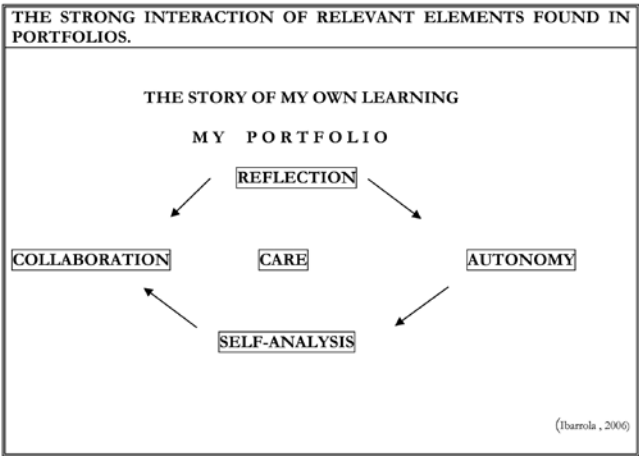 THE STRONG INTERACTION OF RELEVANT ELEMENTS FOUND IN
PORTFOLIOS.
THE STORY OF MY OWN LEARNING
MY PORTFOLIO
REFLECTION
COLLABORATION
CARE
AUTONOMY
SELF-ANALYSIS
(Ibarrola , 2006)